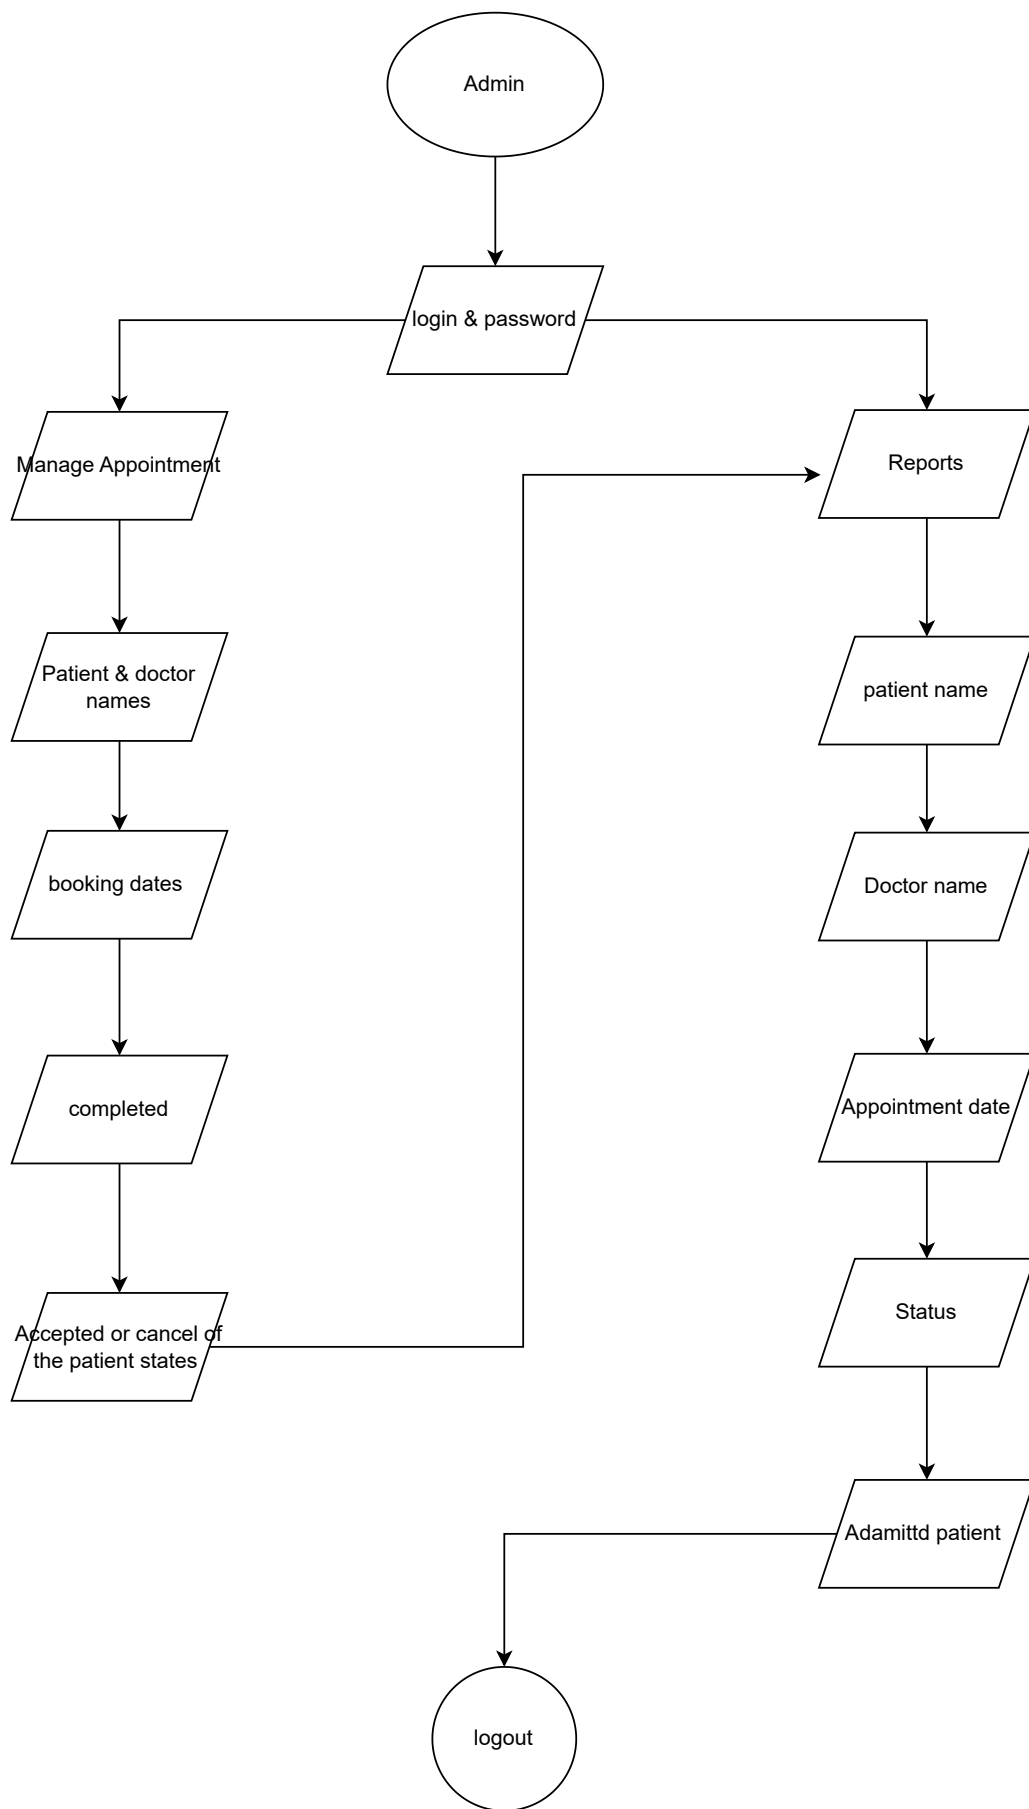 Admin
login & password
Manage Appointment
Reports
Patient & doctor
names
patient name
booking dates
Doctor name
completed
Appointment date
Accepted or cancel of
the patient states
Status
Adamittd patient
logout